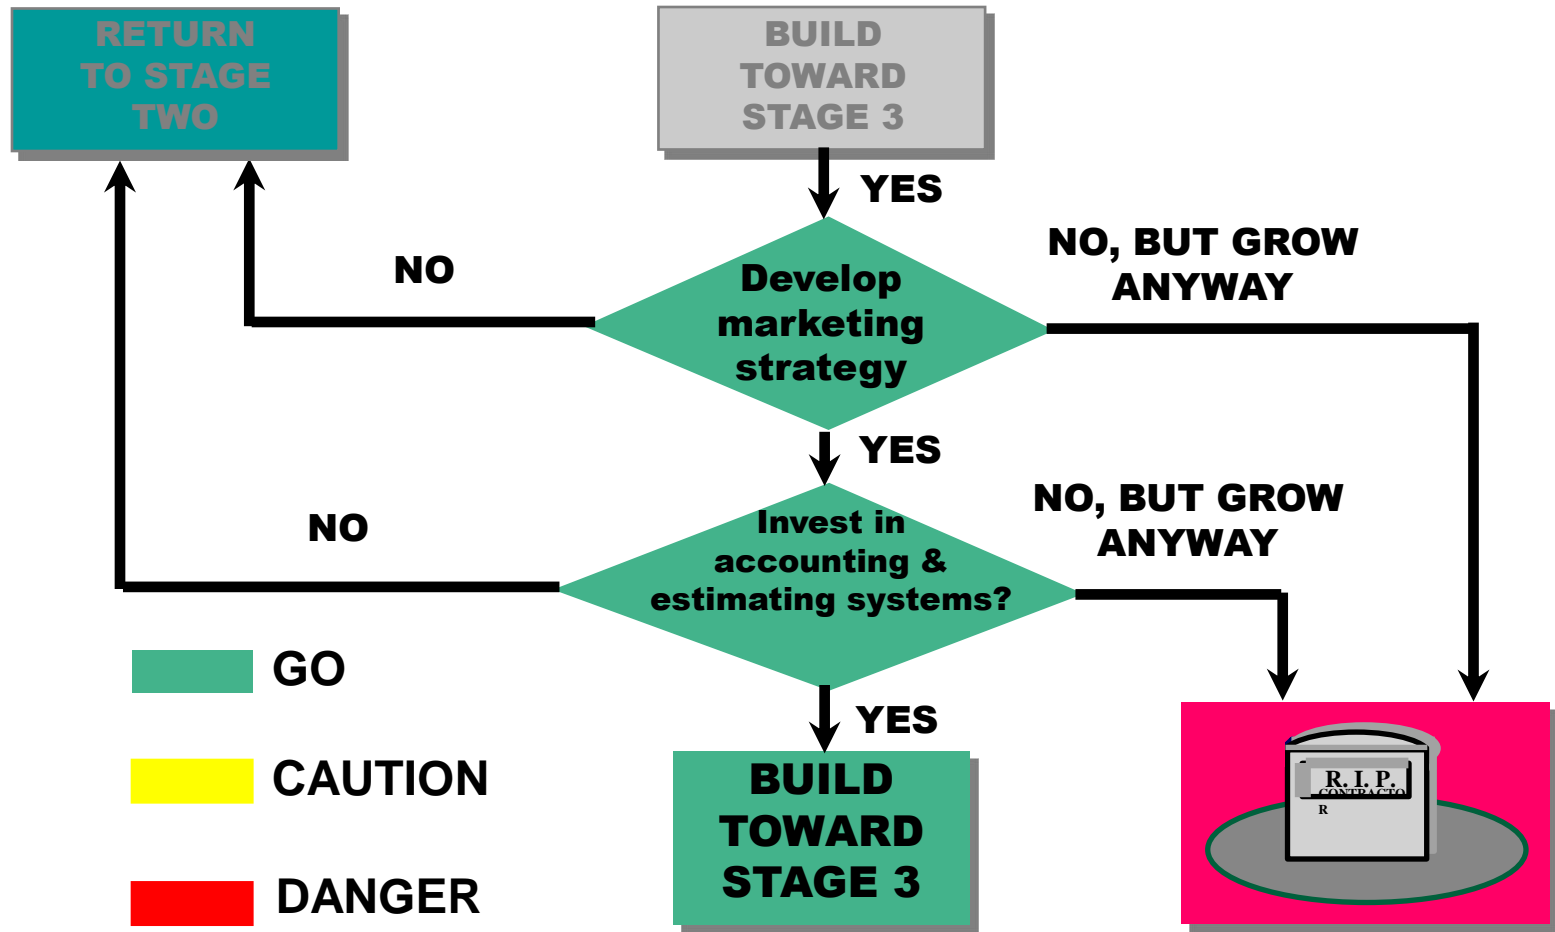 RETURN
TO STAGE
TWO
BUILD
TOWARD
STAGE 3
YES
NO
NO, BUT GROW
ANYWAY
Develop
marketing
strategy
YES
NO
NO, BUT GROW
ANYWAY
Invest in
accounting &
estimating systems?
GO
YES
CAUTION
BUILD
TOWARD
STAGE 3
R. I. P.
CONTRACTO
R
DANGER